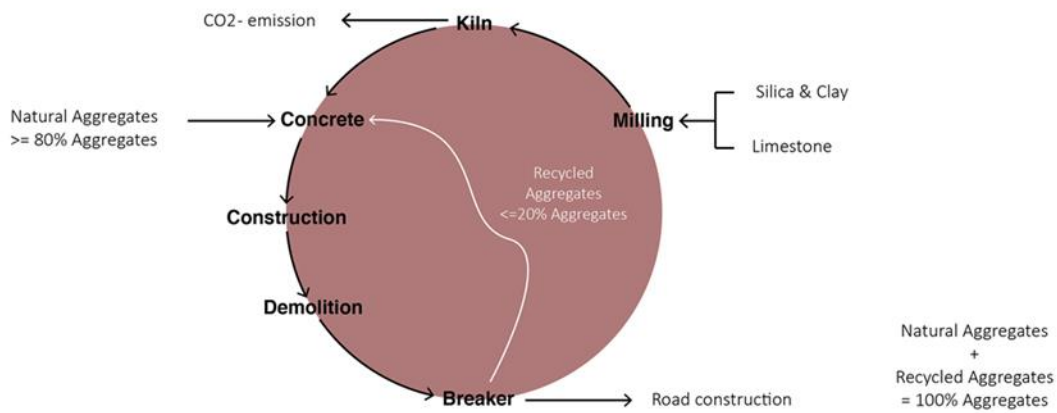 CO2- emission
Kiln
Natural Aggregates
>= 80% Aggregates
Concrete
Milling
Silica & Clay
Limestone
Recycled
Aggregates
<=20% Aggregates
Construction
Demolition
Breaker
Road construction
Natural Aggregates
+
Recycled Aggregates
= 100% Aggregates